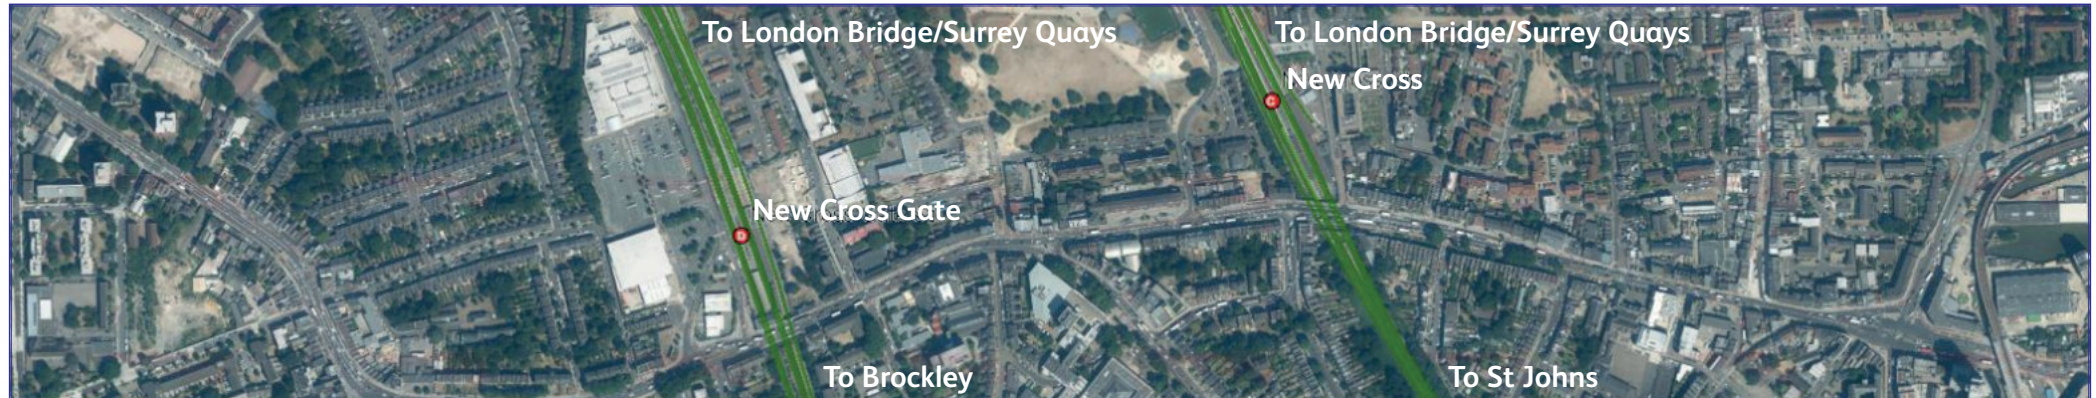 To London Bridge/Surrey Quays
To London Bridge/Surrey Quays
New Cross
C
New Cross Gate
D
To Brockley
To St Johns